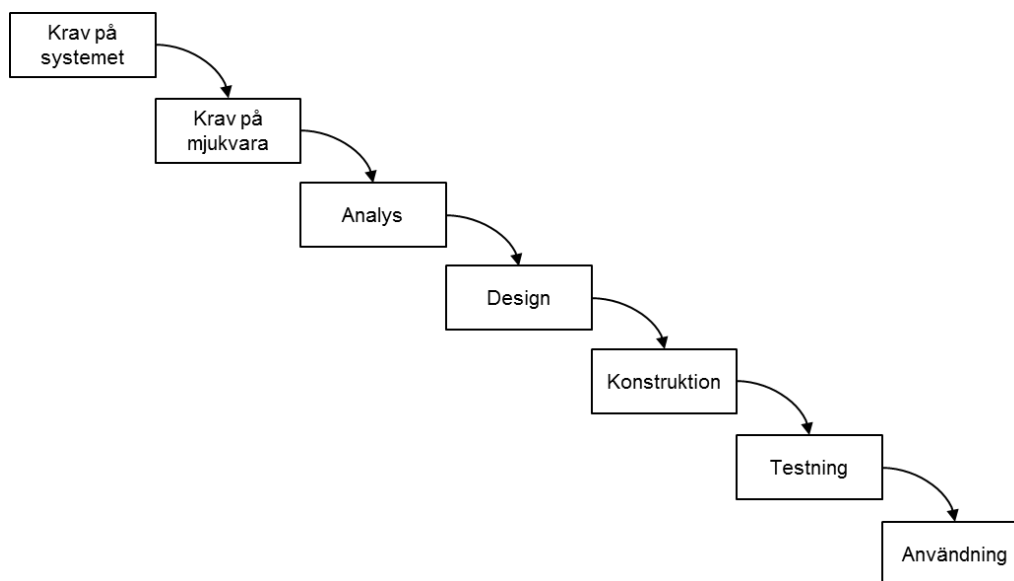 Krav på
systemet
Krav på
mjukvara
Analys
Design
Konstruktion
Testning
Användning